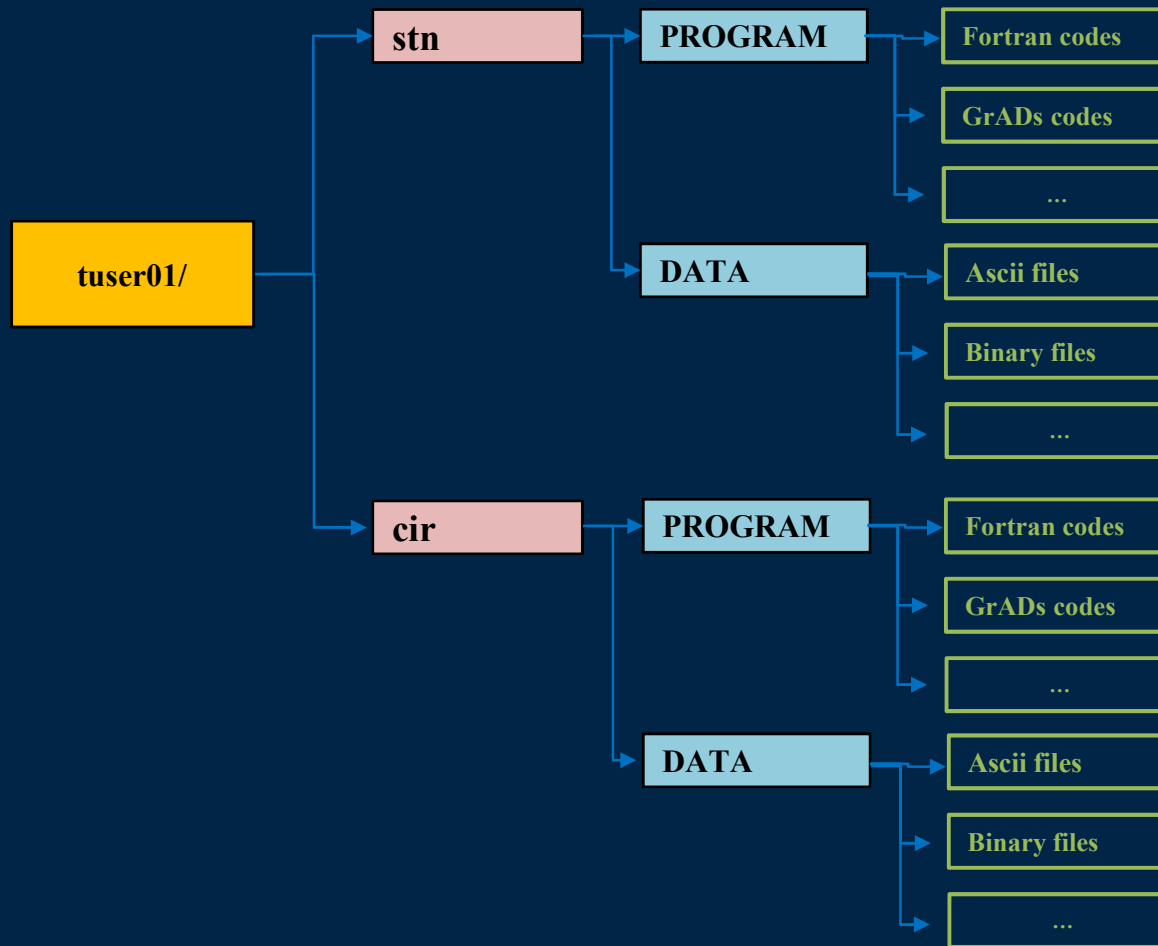 tuser01/
stn
PROGRAM
Fortran codes
GrADs codes
...
DATA
Ascii files
Binary files
...
cir
PROGRAM
Fortran codes
GrADs codes
...
DATA
Ascii files
Binary files
...